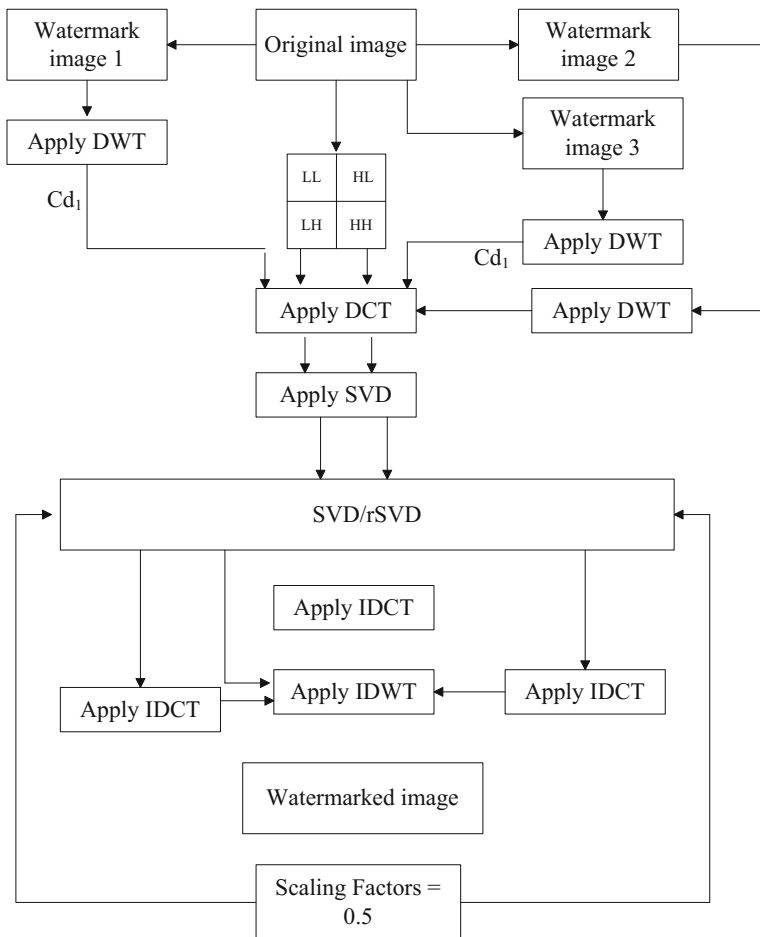 Watermark
image 1
Original image
Watermark
image 2
Watermark
image 3
Apply DWT
Cd₁
LL
HL
LH
HH
Apply DWT
Cd₁
Apply DCT
Apply DWT
Apply SVD
SVD/rSVD
Apply IDCT
Apply IDCT
Apply IDWT
Apply IDCT
Watermarked image
Scaling Factors =
0.5